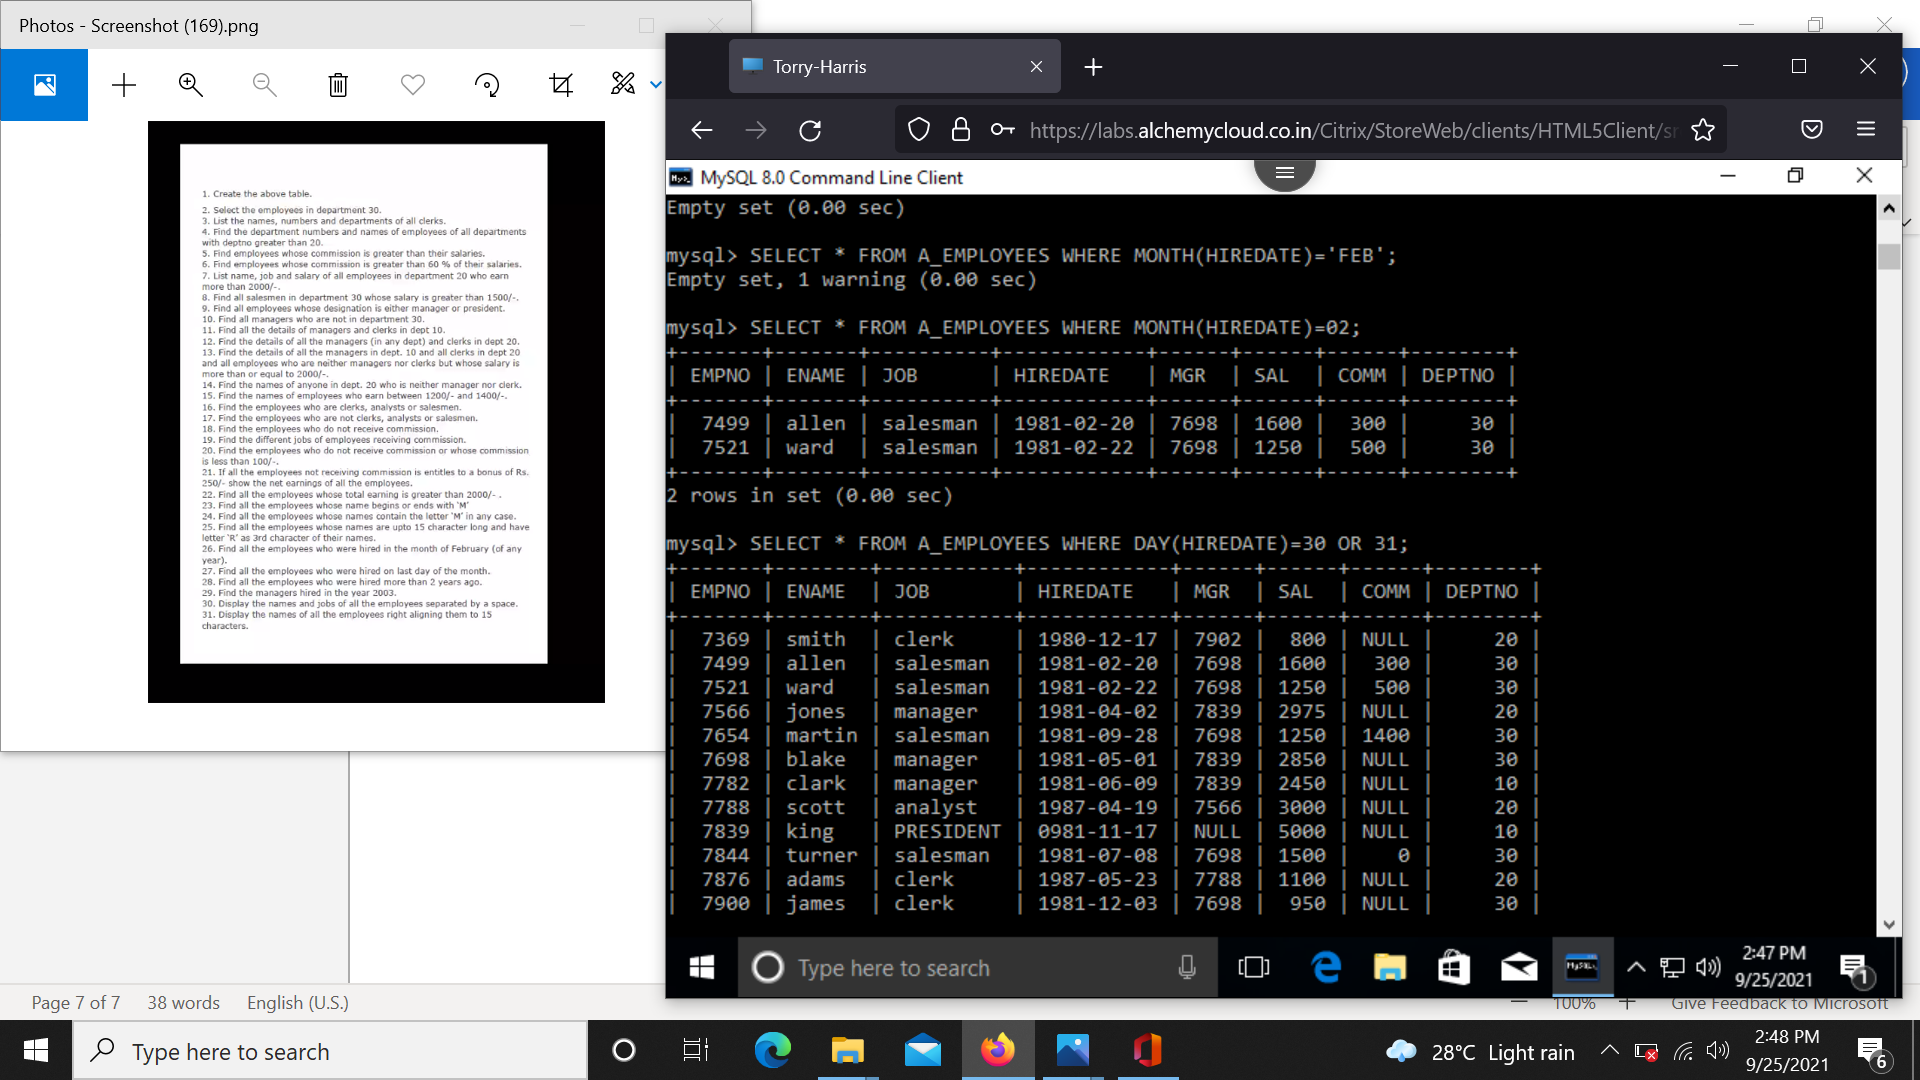 Photos - Screenshot (169).png
1. Create the above table.
2. Select the employees in department 30.
3. List the names, numbers and departments of all clerks.
4. Find the department numbers and names of employees of all departments
with deptno greater than 20.
5. Find employees whose commission is greater than their salaries.
6. Find employees whose commission is greater than 60 % of their salaries.
7. List name, job and salary of all employees in department 20 who earn
more than 2000/-.
8. Find all salesmen in department 30 whose salary is greater than 1500/-.
9. Find all employees whose designation is either manager or president.
10. Find all managers who are not in department 30.
11. Find all the details of managers and clerks in dept 10.
12. Find the details of all the managers (in any dept) and clerks in dept 20.
13. Find the details of all the managers in dept. 10 and all clerks in dept 20
and all employees who are neither managers nor clerks but whose salary is
more than or equal to 2000/-.
14. Find the names of anyone in dept. 20 who is neither manager nor clerk.
15. Find the names of employees who earn between 1200/- and 1400/-.
16. Find the employees who are clerks, analysts or salesmen.
17. Find the employees who are not clerks, analysts or salesmen.
18. Find the employees who do not receive commission.
19. Find the different jobs of employees receiving commission.
20. Find the employees who do not receive commission or whose commission
is less than 100/-.
21. If all the employees not receiving commission is entitles to a bonus of Rs.
250/- show the net earnings of all the employees.
22. Find all the employees whose total earning is greater than 2000/- .
23. Find all the employees whose name begins or ends with 'M'
24. Find all the employees whose names contain the letter 'M' in any case.
25. Find all the employees whose names are upto 15 character long and have
letter 'R' as 3rd character of their names.
26. Find all the employees who were hired in the month of February (of any
year).
27. Find all the employees who were hired on last day of the month.
28. Find all the employees who were hired more than 2 years ago.
29. Find the managers hired in the year 2003.
30. Display the names and jobs of all the employees separated by a space.
31. Display the names of all the employees right aligning them to 15
characters.
Torry-Harris
https://labs.alchemycloud.co.in/Citrix/StoreWeb/clients/HTML5Client/sr
MySQL 8.0 Command Line Client
Empty set (0.00 sec)
mysql> SELECT * FROM A_EMPLOYEES WHERE MONTH(HIREDATE)='FEB';
Empty set, 1 warning (0.00 sec)
mysql> SELECT * FROM A_EMPLOYEES WHERE MONTH(HIREDATE)=02;
+-------+-------+----------+------------+------+------+------+--------+
| EMPNO | ENAME | JOB      | HIREDATE   | MGR  | SAL  | COMM | DEPTNO |
+-------+-------+----------+------------+------+------+------+--------+
|  7499 | allen | salesman | 1981-02-20 | 7698 | 1600 |  300 |     30 |
|  7521 | ward  | salesman | 1981-02-22 | 7698 | 1250 |  500 |     30 |
+-------+-------+----------+------------+------+------+------+--------+
2 rows in set (0.00 sec)
mysql> SELECT * FROM A_EMPLOYEES WHERE DAY(HIREDATE)=30 OR 31;
+-------+--------+-----------+------------+------+------+------+--------+
| EMPNO | ENAME  | JOB       | HIREDATE   | MGR  | SAL  | COMM | DEPTNO |
+-------+--------+-----------+------------+------+------+------+--------+
|  7369 | smith  | clerk     | 1980-12-17 | 7902 |  800 | NULL |     20 |
|  7499 | allen  | salesman  | 1981-02-20 | 7698 | 1600 |  300 |     30 |
|  7521 | ward   | salesman  | 1981-02-22 | 7698 | 1250 |  500 |     30 |
|  7566 | jones  | manager   | 1981-04-02 | 7839 | 2975 | NULL |     20 |
|  7654 | martin | salesman  | 1981-09-28 | 7698 | 1250 | 1400 |     30 |
|  7698 | blake  | manager   | 1981-05-01 | 7839 | 2850 | NULL |     30 |
|  7782 | clark  | manager   | 1981-06-09 | 7839 | 2450 | NULL |     10 |
|  7788 | scott  | analyst   | 1987-04-19 | 7566 | 3000 | NULL |     20 |
|  7839 | king   | PRESIDENT | 0981-11-17 | NULL | 5000 | NULL |     10 |
|  7844 | turner | salesman  | 1981-07-08 | 7698 | 1500 |    0 |     30 |
|  7876 | adams  | clerk     | 1987-05-23 | 7788 | 1100 | NULL |     20 |
|  7900 | james  | clerk     | 1981-12-03 | 7698 |  950 | NULL |     30 |
Type here to search
MySQL
2:47 PM
9/25/2021
1
Page 7 of 7
38 words
English (U.S.)
100%
Give Feedback to Microsoft
Type here to search
28°C Light rain
2:48 PM
9/25/2021
6